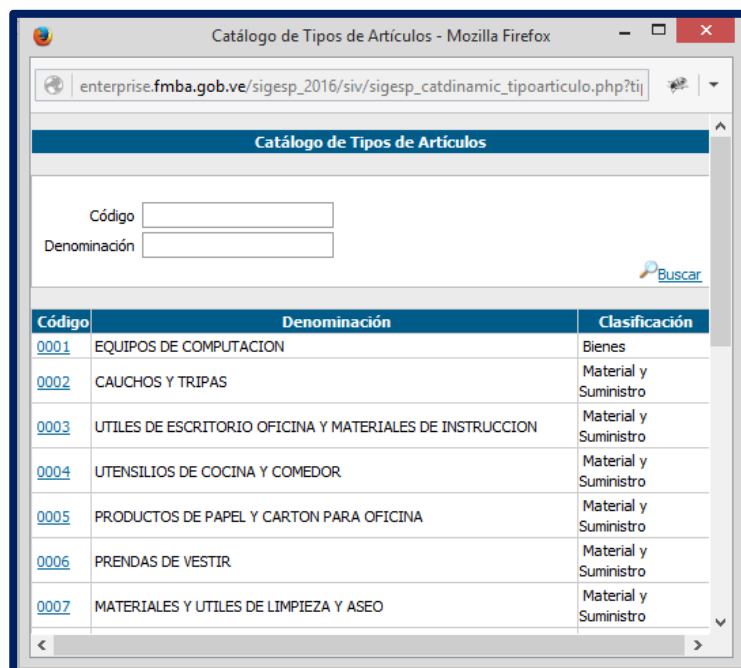 Catálogo de Tipos de Artículos - Mozilla Firefox
enterprise.fmba.gob.ve/sigesp_2016/siv/sigesp_catdinamic_tipoarticulo.php?tip
Catálogo de Tipos de Artículos
Código
Denominación
Buscar
Código Denominación Clasificación
0001 EQUIPOS DE COMPUTACION Bienes
0002 CAUCHOS Y TRIPAS Material y
Suministro
0003 UTILES DE ESCRITORIO OFICINA Y MATERIALES DE INSTRUCCION Material y
Suministro
0004 UTENSILIOS DE COCINA Y COMEDOR Material y
Suministro
0005 PRODUCTOS DE PAPEL Y CARTON PARA OFICINA Material y
Suministro
0006 PRENDAS DE VESTIR Material y
Suministro
0007 MATERIALES Y UTILES DE LIMPIEZA Y ASEO Material y
Suministro